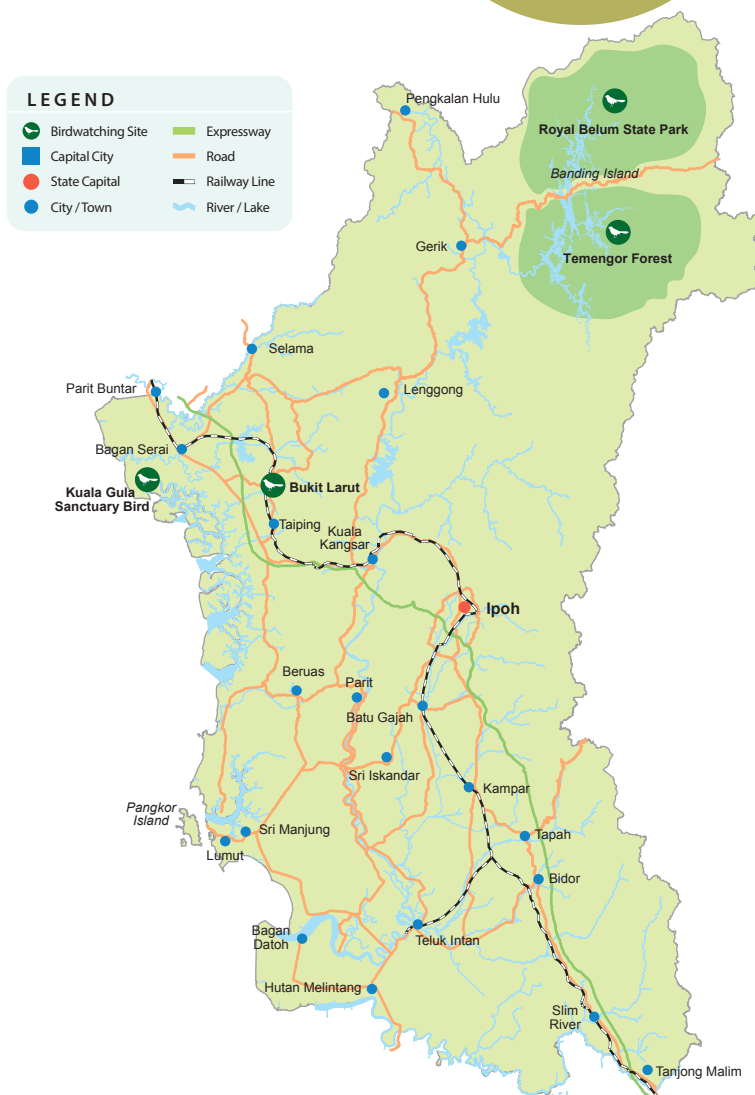 LEGEND
Birdwatching Site
Expressway
Capital City
Road
State Capital
Railway Line
City / Town
River / Lake
Pengkalan Hulu
Royal Belum State Park
Banding Island
Gerik
Temengor Forest
Selama
Parit Buntar
Lenggong
Bagan Serai
Kuala Gula
Sanctuary Bird
Bukit Larut
Taiping
Kuala
Kangsar
Ipoh
Beruas
Parit
Batu Gajah
Sri Iskandar
Kampar
Pangkor
Island
Sri Manjung
Lumut
Tapah
Bidor
Bagan
Datoh
Teluk Intan
Hutan Melintang
Slim
River
Tanjong Malim